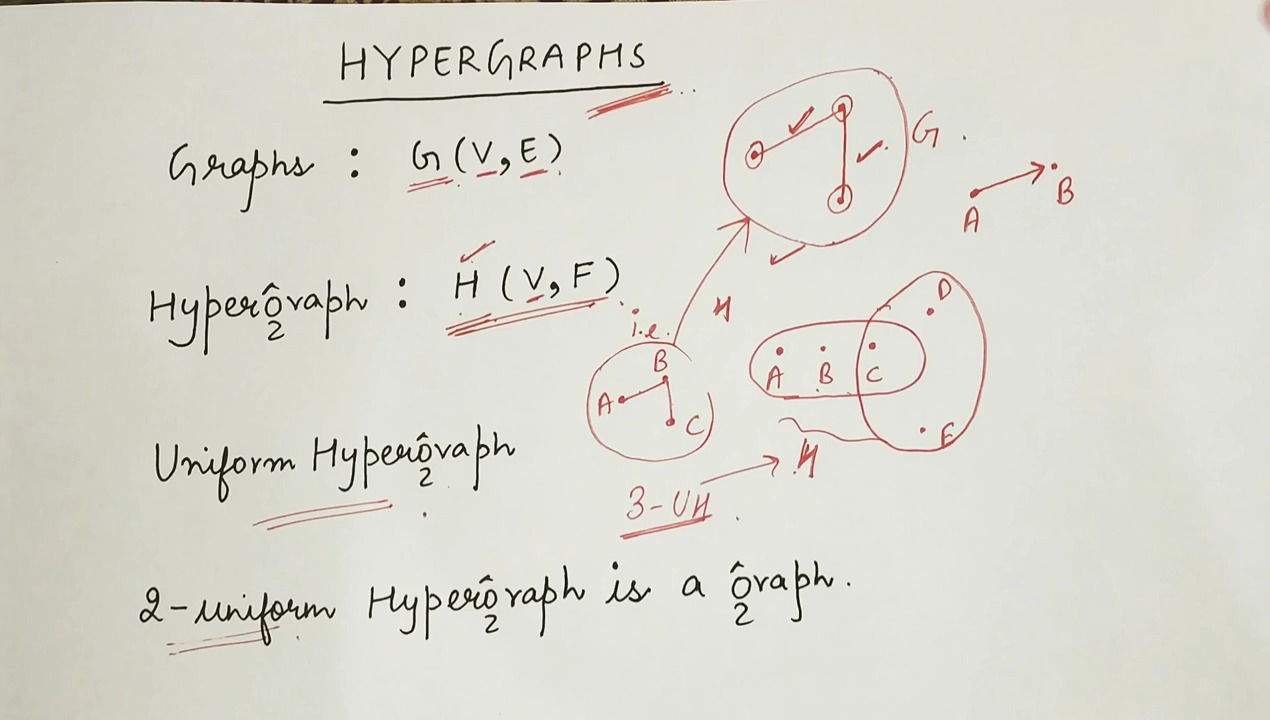 HYPERGRAPHS
Graphs : G(V,E)
G.
A
B
Hypergraph : H (V,F)
i.e.
H
A
B
C
A
B
C
D
E
Uniform Hypergraph
3-UH
H
2-uniform Hypergraph is a graph.